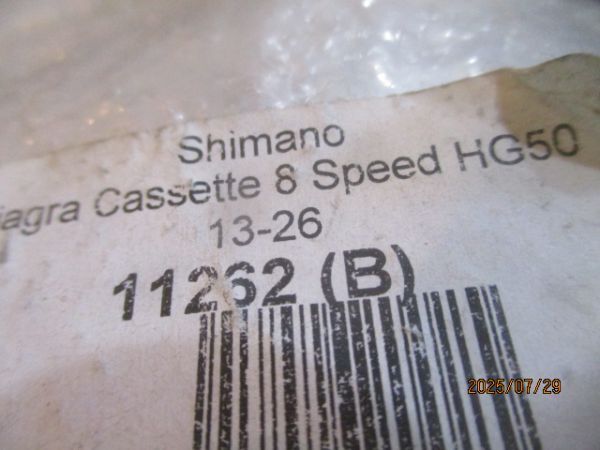 Shimano
iagra Cassette 8 Speed HG50
13-26
11262 (B)
2025/07/29